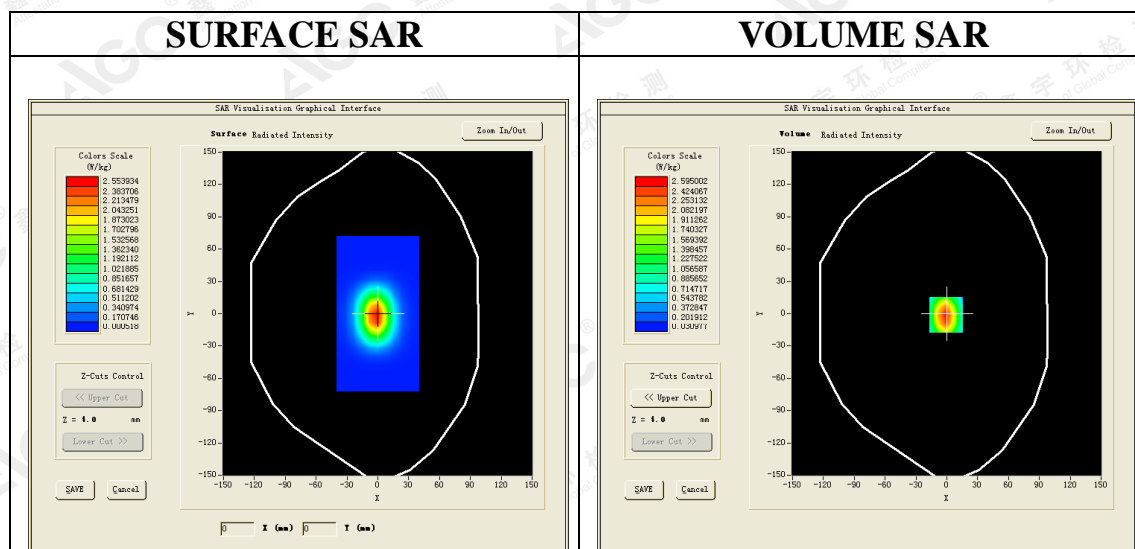 SURFACE SAR
SAR Visualisation Graphical Interface
Surface Radiated Intensity
Zoom In/Out
Colors Scale
(W/kg)
2.553934
2.383706
2.213479
2.043251
1.873023
1.702796
1.532568
1.362340
1.192112
1.021885
0.851657
0.681429
0.511202
0.340974
0.170746
0.000518
Z-Cuts Control
<< Upper Cut
Z = 4.0 mm
Lower Cut >>
SAVE Cancel
150
120
90
60
30
0
-30
-60
-90
-120
-150
Y
-150 -120 -90 -60 -30 0 30 60 90 120 150
X
0 X (mm) 0 Y (mm)
VOLUME SAR
SAR Visualisation Graphical Interface
Volume Radiated Intensity
Zoom In/Out
Colors Scale
(W/kg)
2.595002
2.424067
2.253132
2.082197
1.911262
1.740327
1.569392
1.398457
1.227522
1.056587
0.885652
0.714717
0.543782
0.372847
0.201912
0.030977
Z-Cuts Control
<< Upper Cut
Z = 4.0 mm
Lower Cut >>
SAVE Cancel
150
120
90
60
30
0
-30
-60
-90
-120
-150
Y
-150 -120 -90 -60 -30 0 30 60 90 120 150
X